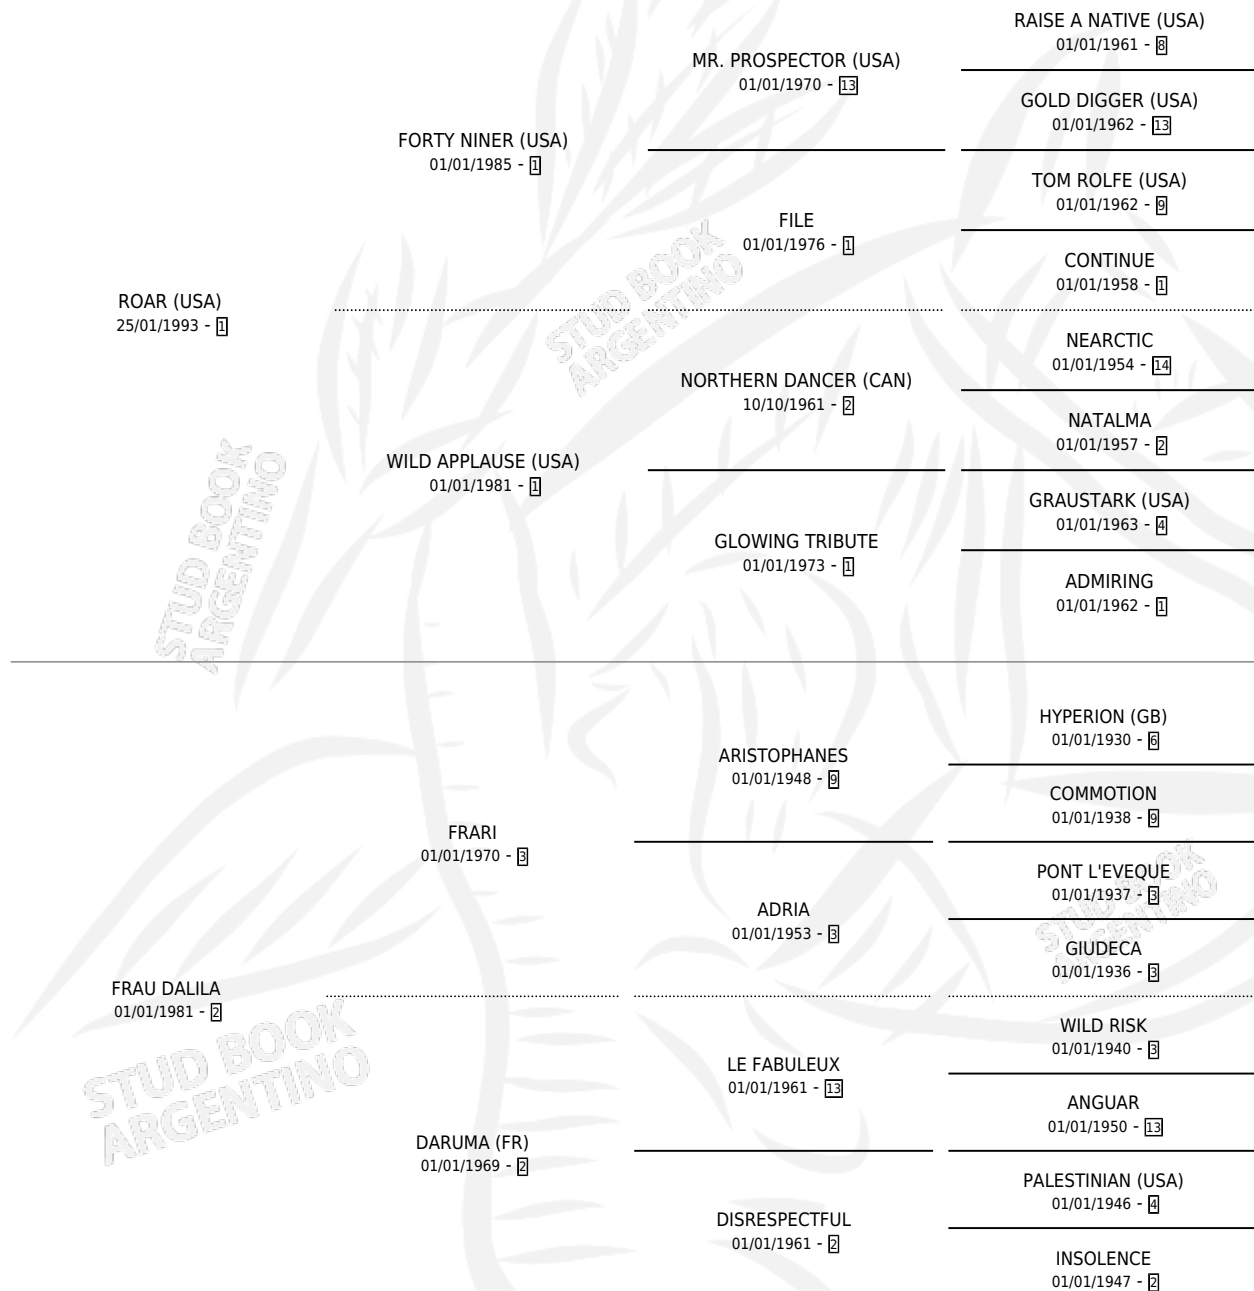 RAISE A NATIVE (USA)
01/01/1961 - 8
MR. PROSPECTOR (USA)
01/01/1970 - 13
GOLD DIGGER (USA)
01/01/1962 - 13
FORTY NINER (USA)
01/01/1985 - 1
TOM ROLFE (USA)
01/01/1962 - 9
FILE
01/01/1976 - 1
CONTINUE
01/01/1958 - 1
ROAR (USA)
25/01/1993 - 1
NEARCTIC
01/01/1954 - 14
NORTHERN DANCER (CAN)
10/10/1961 - 2
NATALMA
01/01/1957 - 2
WILD APPLAUSE (USA)
01/01/1981 - 1
GRAUSTARK (USA)
01/01/1963 - 4
GLOWING TRIBUTE
01/01/1973 - 1
ADMIRING
01/01/1962 - 1
HYPERION (GB)
01/01/1930 - 6
ARISTOPHANES
01/01/1948 - 9
COMMOTION
01/01/1938 - 9
FRARI
01/01/1970 - 3
PONT L'EVEQUE
01/01/1937 - 3
ADRIA
01/01/1953 - 3
GIUDECA
01/01/1936 - 3
FRAU DALILA
01/01/1981 - 2
WILD RISK
01/01/1940 - 3
LE FABULEUX
01/01/1961 - 13
ANGUAR
01/01/1950 - 13
DARUMA (FR)
01/01/1969 - 2
PALESTINIAN (USA)
01/01/1946 - 4
DISRESPECTFUL
01/01/1961 - 2
INSOLENCE
01/01/1947 - 2
STUD BOOK
ARGENTINO
STUD BOOK
ARGENTINO
STUD BOOK
ARGENTINO
STUD BOOK
ARGENTINO